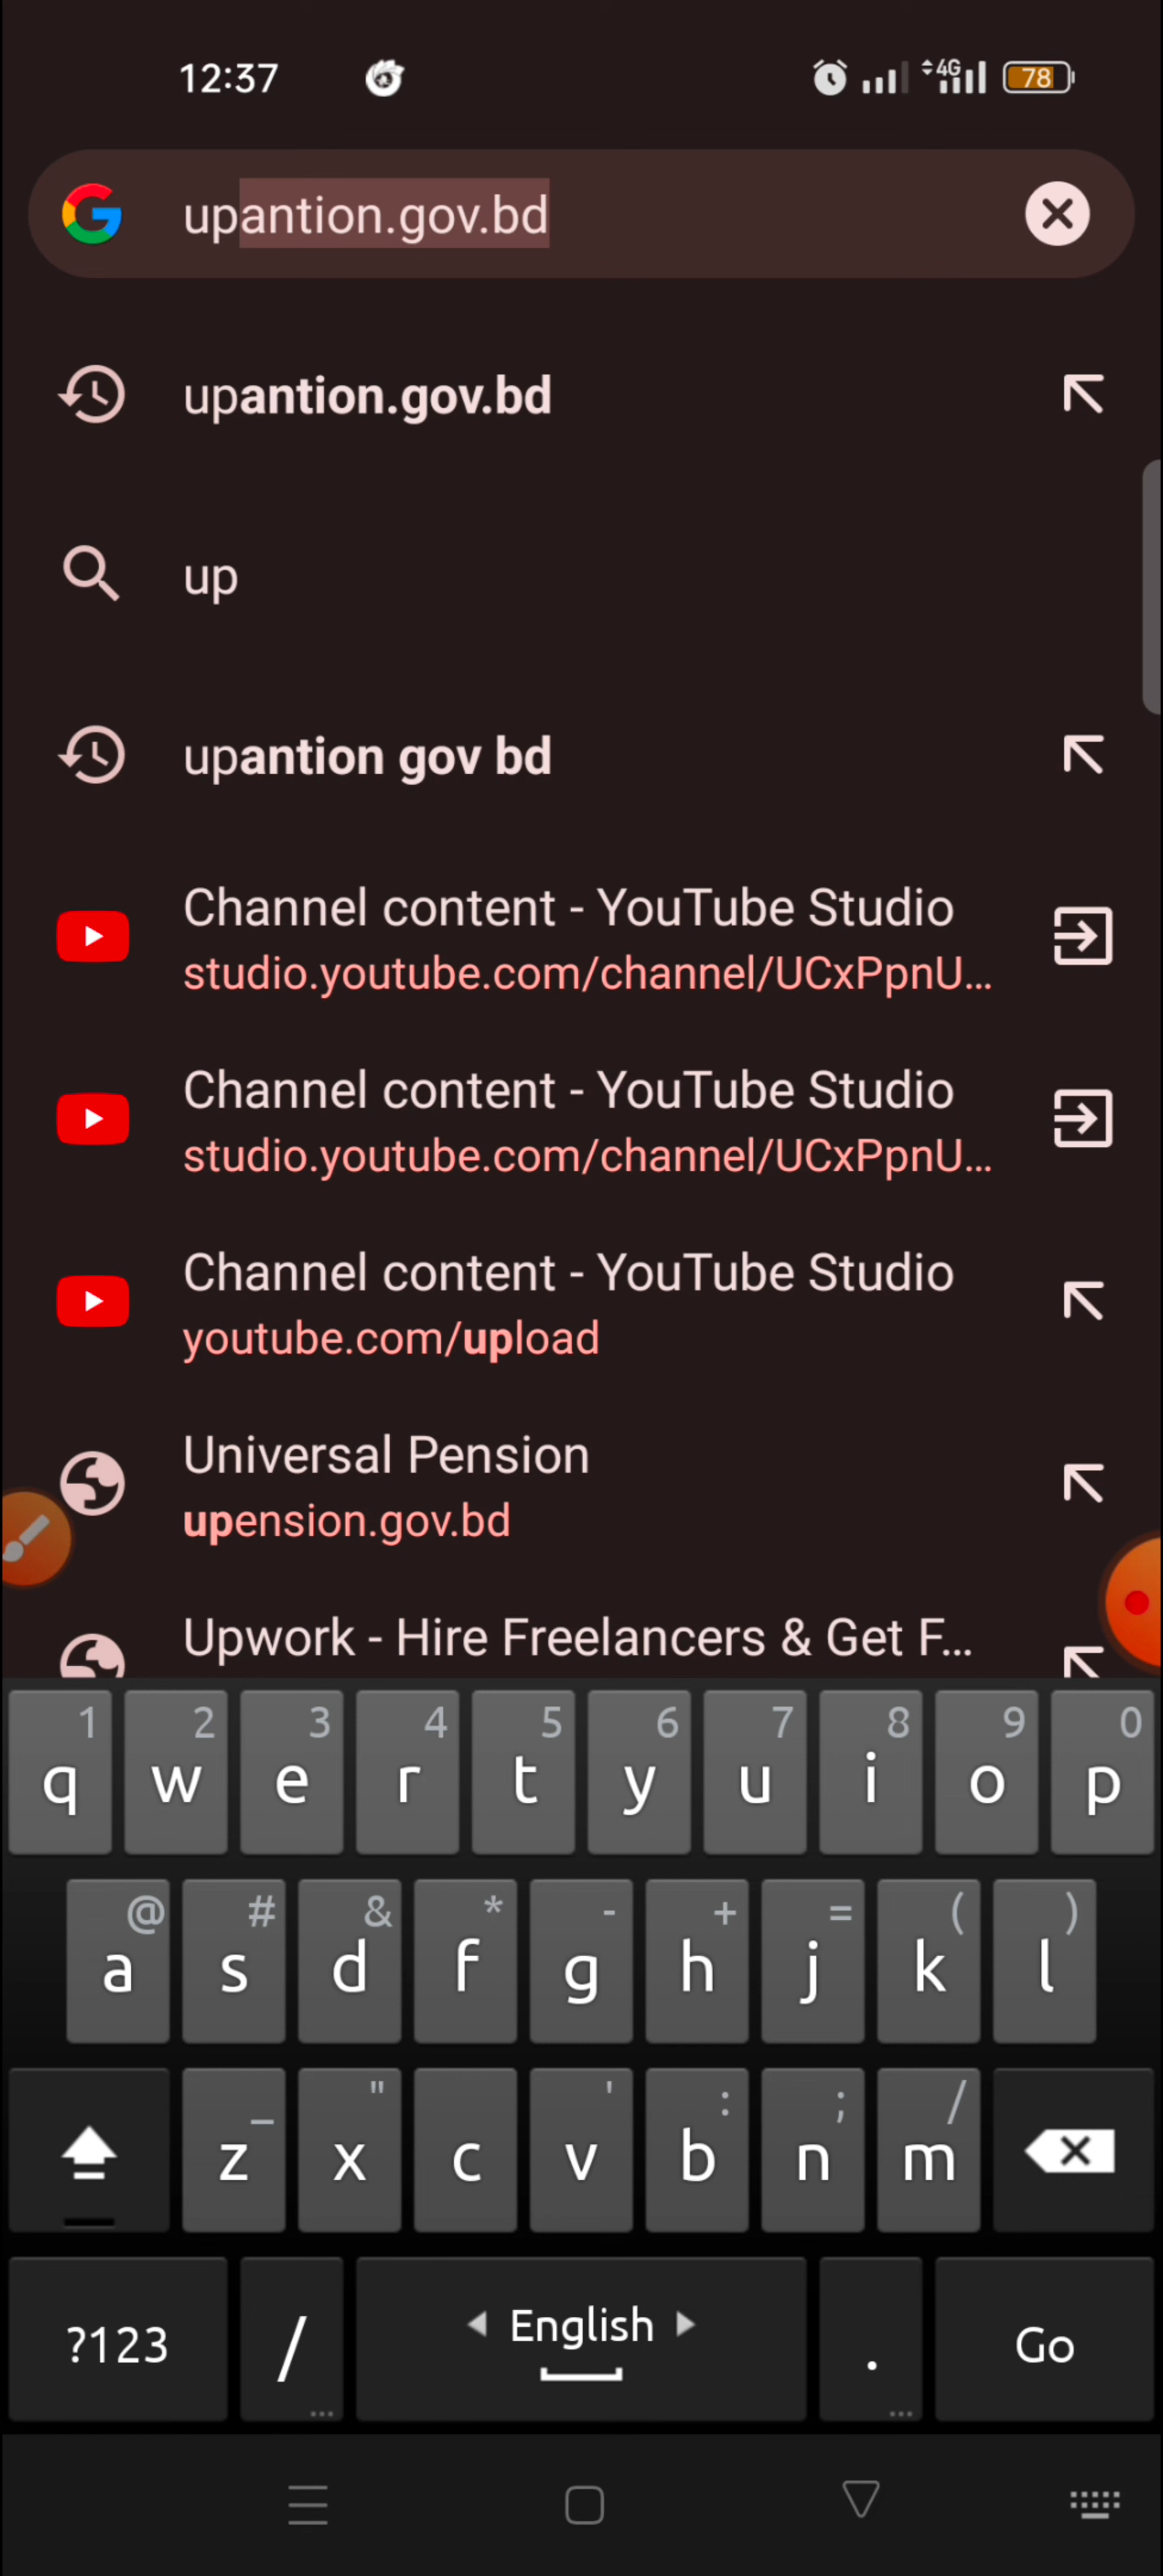 12:37
4G
78
upantion.gov.bd
upantion.gov.bd
up
upantion gov bd
Channel content - YouTube Studio
studio.youtube.com/channel/UCxPpnU...
Channel content - YouTube Studio
studio.youtube.com/channel/UCxPpnU...
Channel content - YouTube Studio
youtube.com/upload
Universal Pension
upension.gov.bd
Upwork - Hire Freelancers & Get F...
1 2 3 4 5 6 7 8 9 0
q w e r t y u i o p
@ # & * - + = ( )
a s d f g h j k l
_ " ' : ; /
z x c v b n m
?123 / English . Go